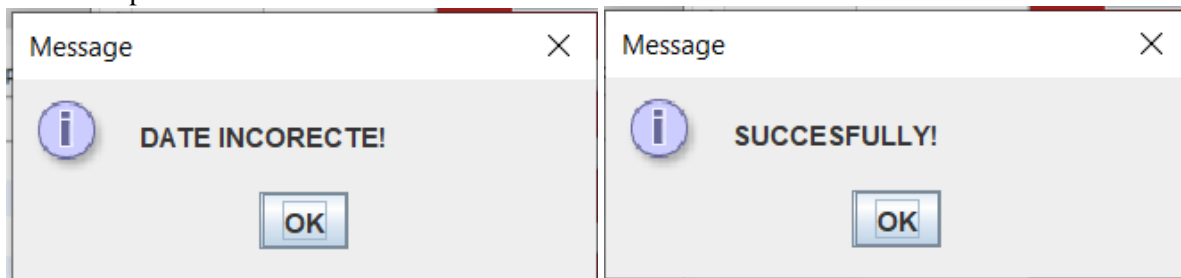 Message
DATE INCORECTE!
OK
Message
SUCCESFULLY!
OK